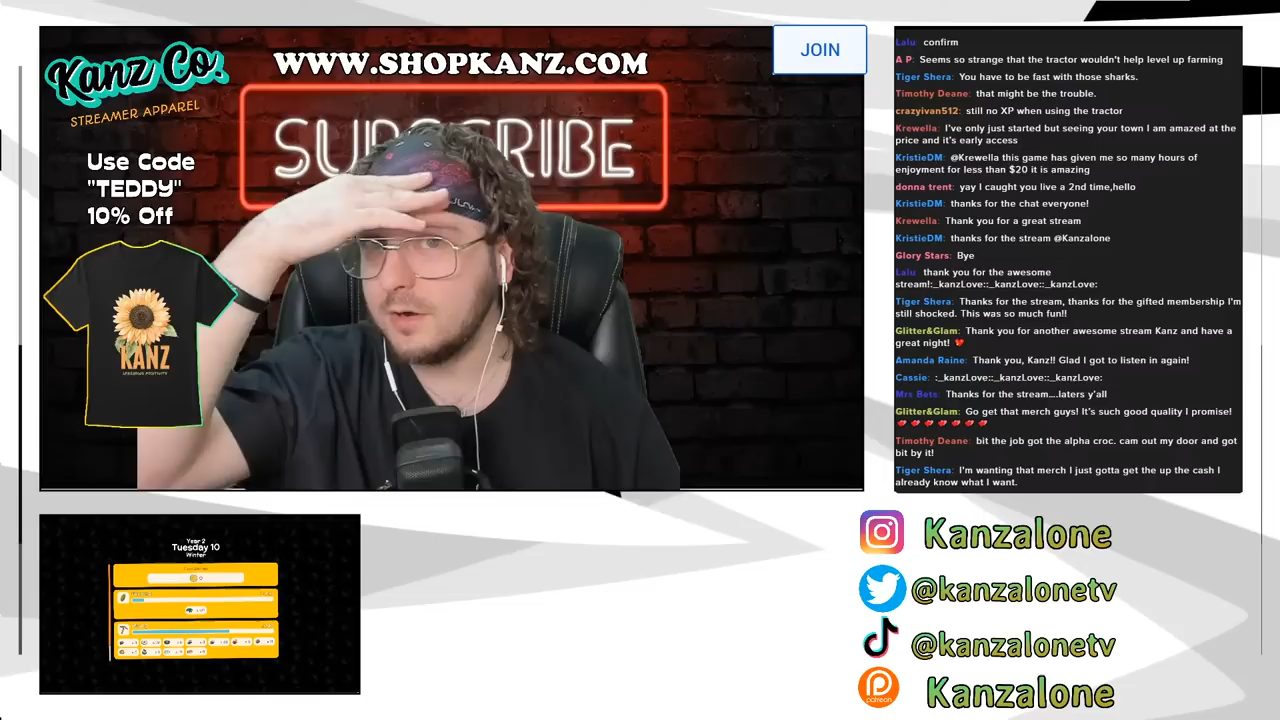 Kanz Co.
STREAMER APPAREL
WWW.SHOPKANZ.COM
JOIN
SUBSCRIBE
Use Code
"TEDDY"
10% Off
KANZ
SPREADING POSITIVITY
Lalu: confirm
A P: Seems so strange that the tractor wouldn't help level up farming
Tiger Shera: You have to be fast with those sharks.
Timothy Deane: that might be the trouble.
crazyivan512: still no XP when using the tractor
Krewella: I've only just started but seeing your town I am amazed at the
price and it's early access
KristieDM: @Krewella this game has given me so many hours of
enjoyment for less than $20 it is amazing
donna trent: yay I caught you live a 2nd time,hello
KristieDM: thanks for the chat everyone!
Krewella: Thank you for a great stream
KristieDM: thanks for the stream @Kanzalone
Glory Stars: Bye
Lalu: thank you for the awesome
stream!:_kanzLove::_kanzLove::_kanzLove:
Tiger Shera: Thanks for the stream, thanks for the gifted membership I'm
still shocked. This was so much fun!!
Glitter&Glam: Thank you for another awesome stream Kanz and have a
great night!
Amanda Raine: Thank you, Kanz!! Glad I got to listen in again!
Cassie: :_kanzLove::_kanzLove::_kanzLove:
Mrs Bets: Thanks for the stream....laters y'all
Glitter&Glam: Go get that merch guys! It's such good quality I promise!
Timothy Deane: bit the job got the alpha croc. cam out my door and got
bit by it!
Tiger Shera: I'm wanting that merch I just gotta get the up the cash I
already know what I want.
Year 2
Tuesday 10
Winter
Kanzalone
@kanzalonetv
@kanzalonetv
patreon
Kanzalone